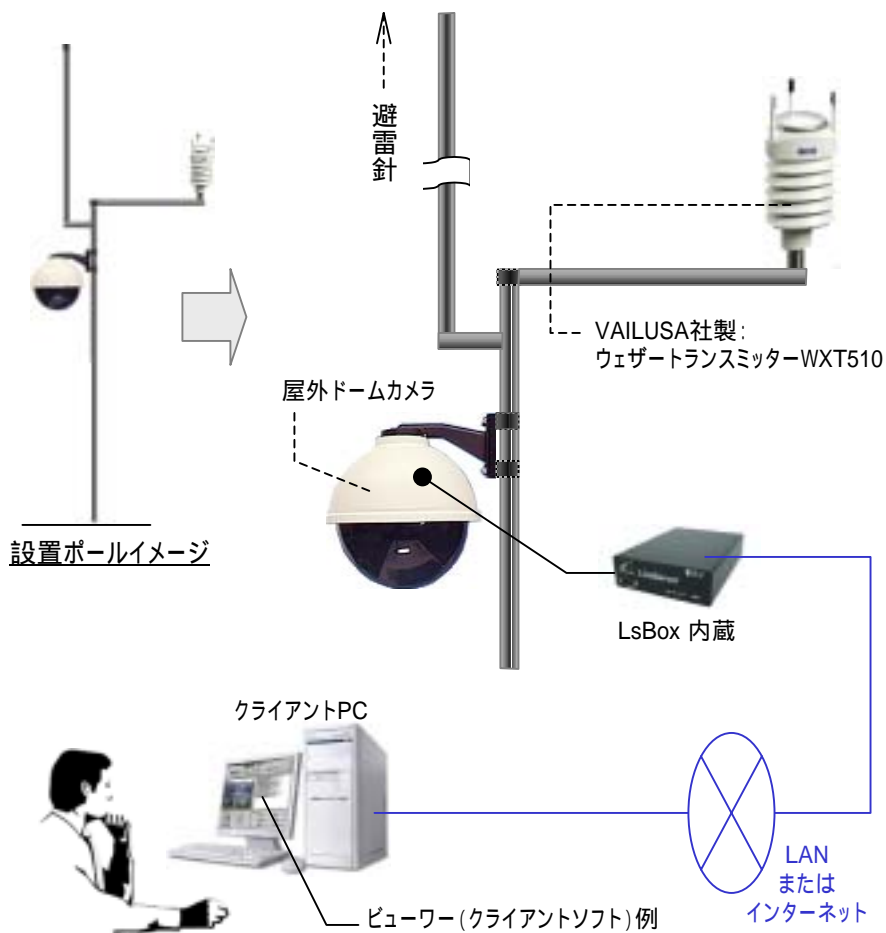 避雷針
VAILUSA社製：
ウェザートランスミッターWXT510
屋外ドームカメラ
設置ポールイメージ
LsBox 内蔵
クライアントPC
LAN
または
インターネット
ビューワー(クライアントソフト)例